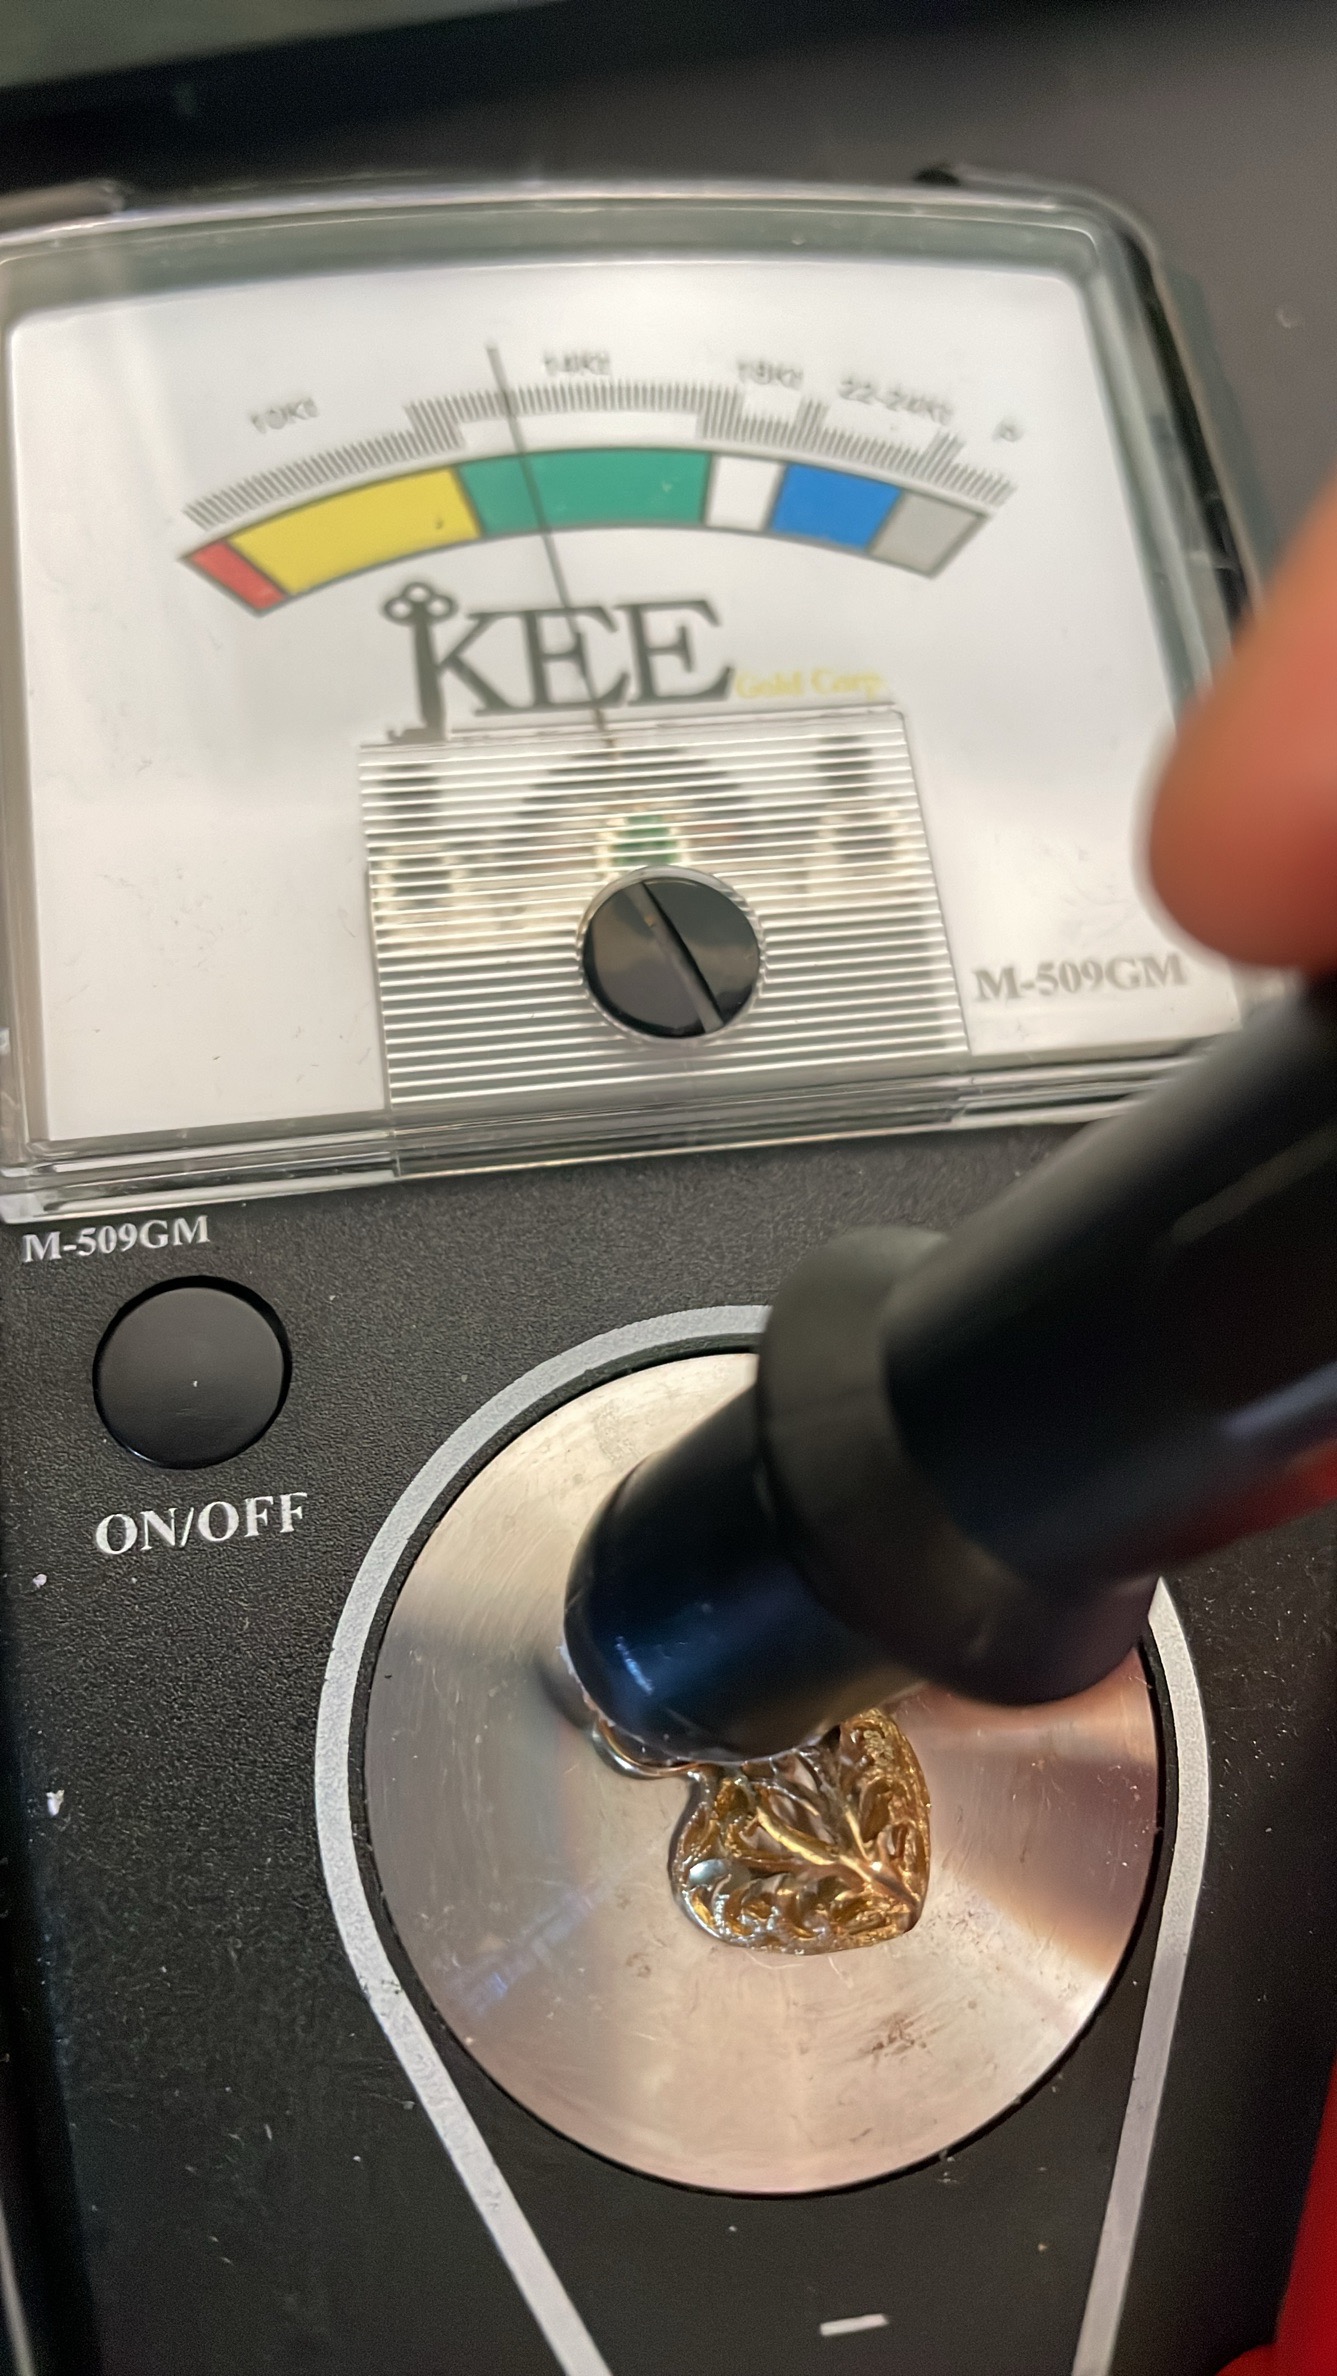 10Kt 14Kt 18Kt 22-24Kt
KEE Gold Corp.
M-509GM
M-509GM
ON/OFF